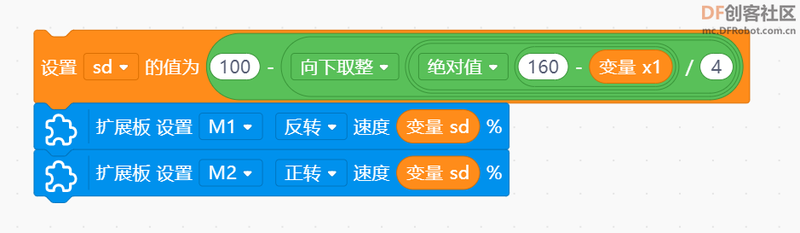 DF创客社区
mc.DFRobot.com.cn
设置 sd 的值为 100 - 向下取整 绝对值 160 - 变量 x1 / 4
扩展板 设置 M1 反转 速度 变量 sd %
扩展板 设置 M2 正转 速度 变量 sd %